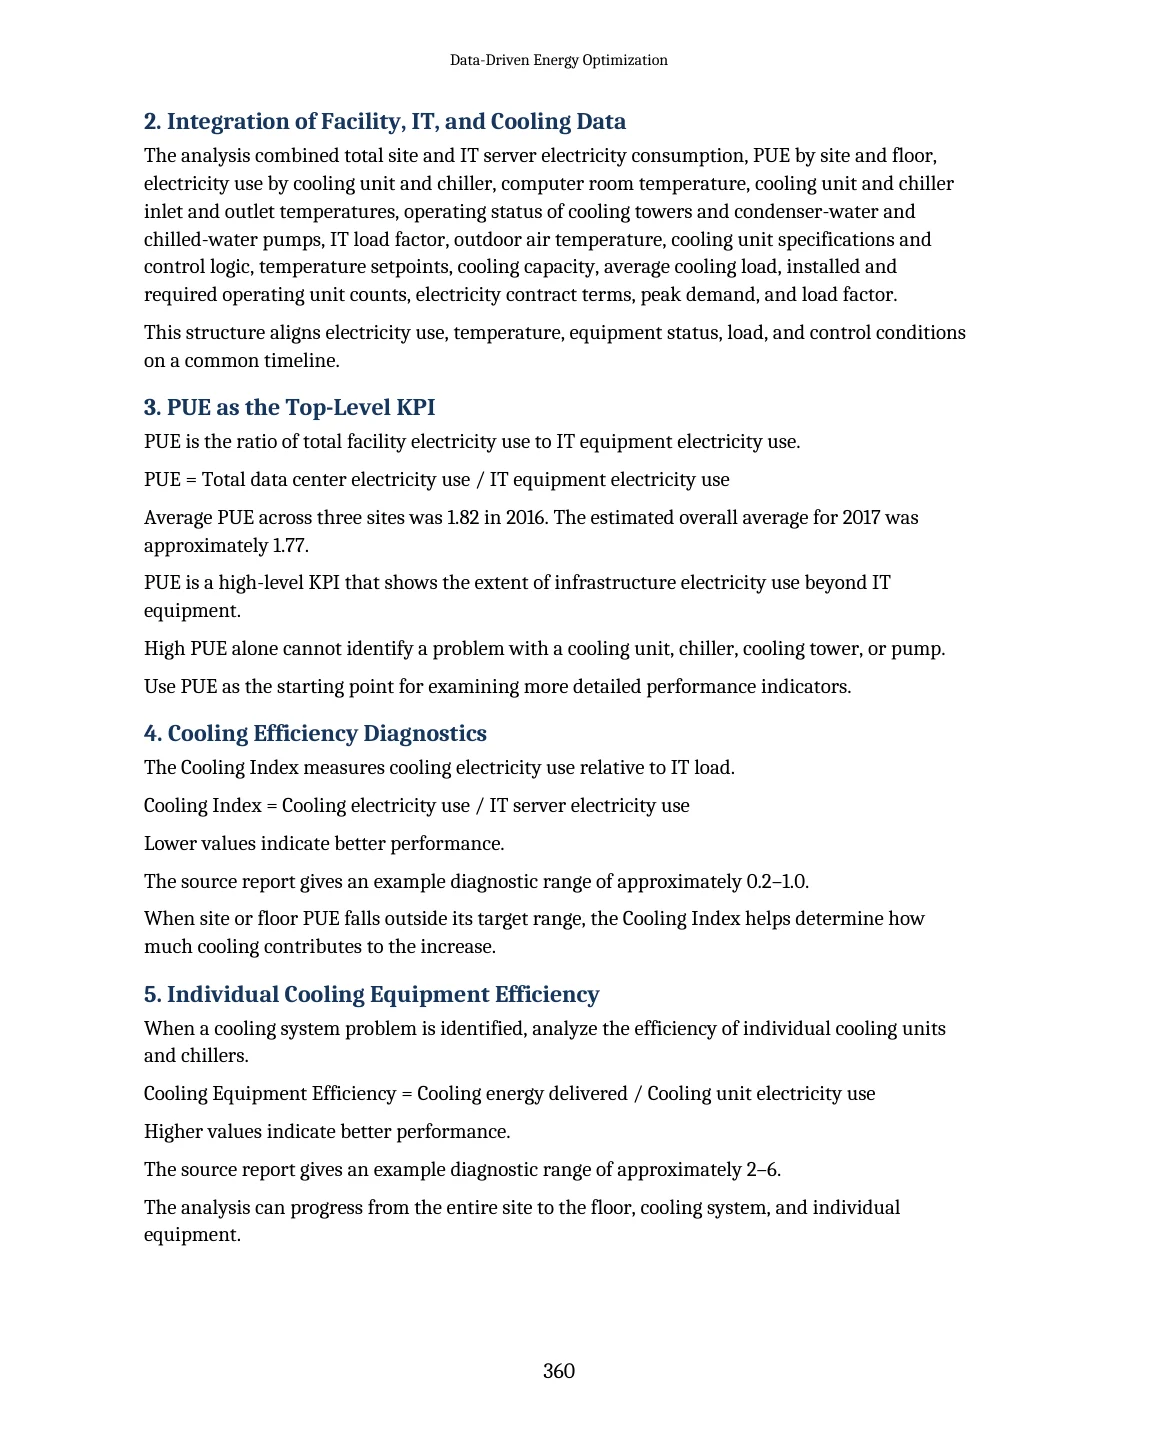 Data-Driven Energy Optimization
2. Integration of Facility, IT, and Cooling Data
The analysis combined total site and IT server electricity consumption, PUE by site and floor,
electricity use by cooling unit and chiller, computer room temperature, cooling unit and chiller
inlet and outlet temperatures, operating status of cooling towers and condenser-water and
chilled-water pumps, IT load factor, outdoor air temperature, cooling unit specifications and
control logic, temperature setpoints, cooling capacity, average cooling load, installed and
required operating unit counts, electricity contract terms, peak demand, and load factor.
This structure aligns electricity use, temperature, equipment status, load, and control conditions
on a common timeline.
3. PUE as the Top-Level KPI
PUE is the ratio of total facility electricity use to IT equipment electricity use.
PUE = Total data center electricity use / IT equipment electricity use
Average PUE across three sites was 1.82 in 2016. The estimated overall average for 2017 was
approximately 1.77.
PUE is a high-level KPI that shows the extent of infrastructure electricity use beyond IT
equipment.
High PUE alone cannot identify a problem with a cooling unit, chiller, cooling tower, or pump.
Use PUE as the starting point for examining more detailed performance indicators.
4. Cooling Efficiency Diagnostics
The Cooling Index measures cooling electricity use relative to IT load.
Cooling Index = Cooling electricity use / IT server electricity use
Lower values indicate better performance.
The source report gives an example diagnostic range of approximately 0.2–1.0.
When site or floor PUE falls outside its target range, the Cooling Index helps determine how
much cooling contributes to the increase.
5. Individual Cooling Equipment Efficiency
When a cooling system problem is identified, analyze the efficiency of individual cooling units
and chillers.
Cooling Equipment Efficiency = Cooling energy delivered / Cooling unit electricity use
Higher values indicate better performance.
The source report gives an example diagnostic range of approximately 2–6.
The analysis can progress from the entire site to the floor, cooling system, and individual
equipment.
360